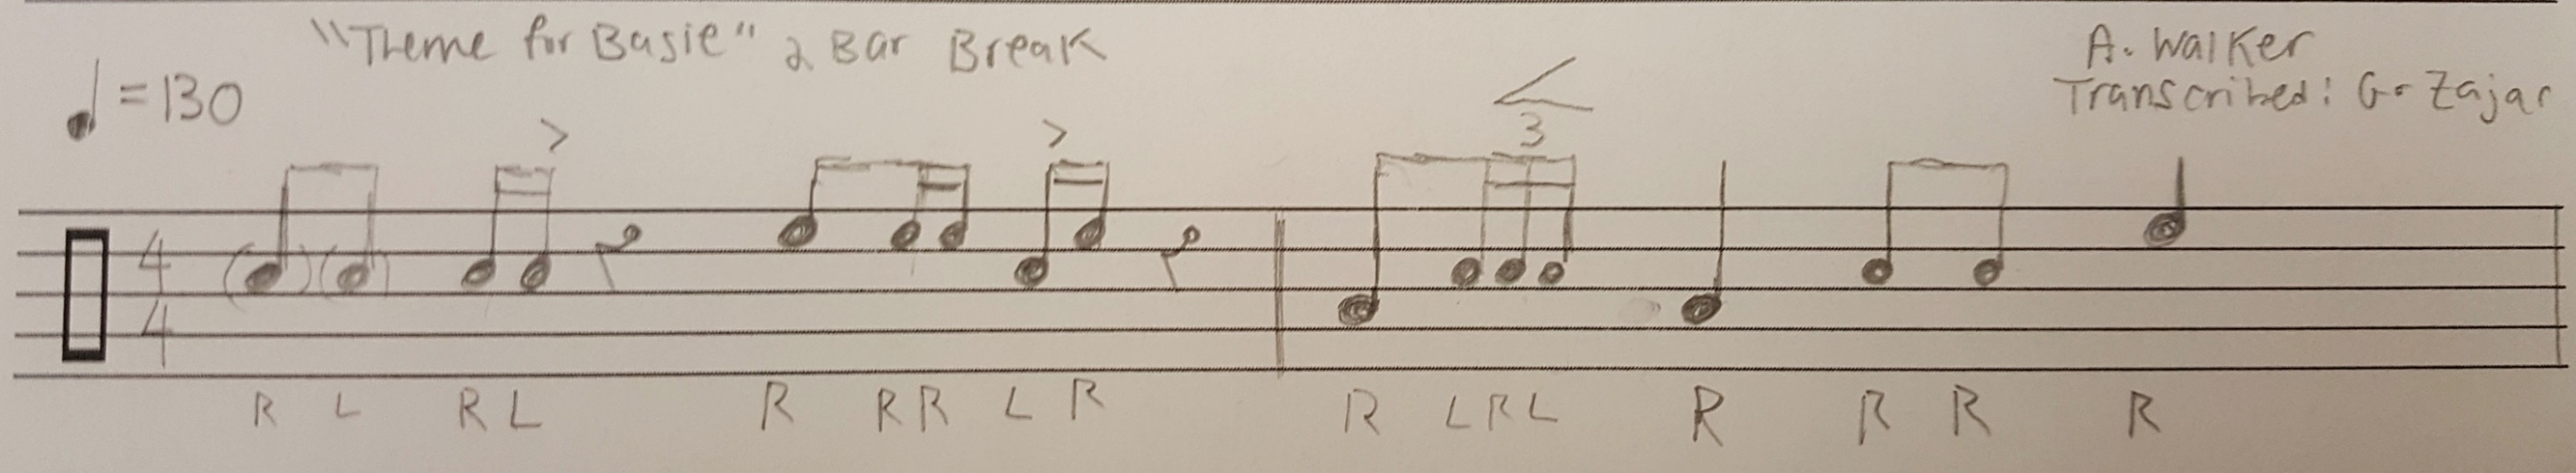 "Theme for Basie" 2 Bar Break
A. Walker
Transcribed: G. Zajac
♩ = 130
> > < 3
4
4
R L R L R R R L R R L R L R R R R